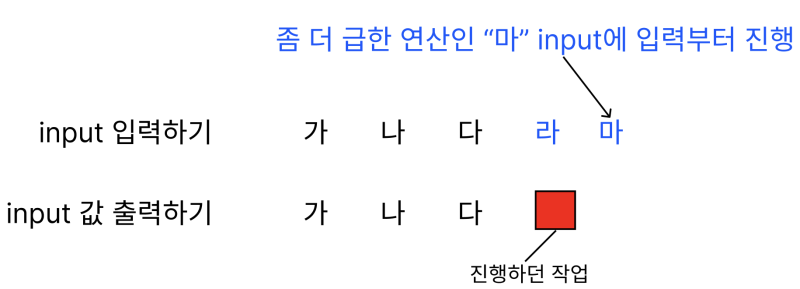 좀 더 급한 연산인 “마” input에 입력부터 진행
input 입력하기 가 나 다 라 마
input 값 출력하기 가 나 다
진행하던 작업